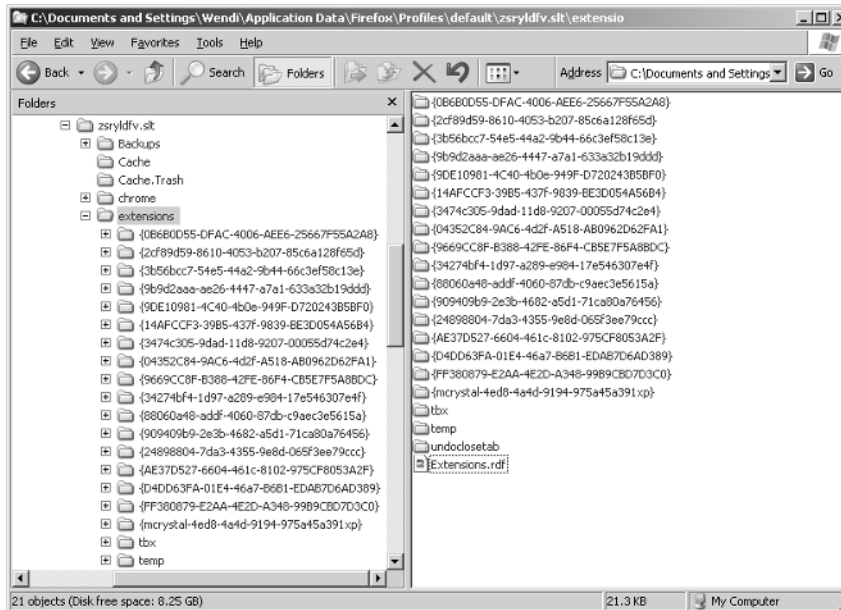 C:\Documents and Settings\Wendi\Application Data\Firefox\Profiles\default\zsryldfv.slt\extensio
File Edit View Favorites Tools Help
Back Search Folders Address C:\Documents and Settings Go
Folders
zsryldfv.slt
Backups
Cache
Cache.Trash
chrome
extensions
{0B6B0D55-DFAC-4006-AEE6-25667F55A2A8}
{2cf89d59-8610-4053-b207-85c6a128f65d}
{3b56bcc7-54e5-44a2-9b44-66c3ef58c13e}
{9b9d2aaa-ae26-4447-a7a1-633a32b19ddd}
{9DE10981-4C40-4b0e-949F-D720243B5BF0}
{14AFCCF3-39B5-437f-9839-BE3D054A56B4}
{3474c305-9dad-11d8-9207-00055d74c2e4}
{04352C84-9AC6-4d2f-A518-AB0962D62FA1}
{9669CC8F-B388-42FE-86F4-CB5E7F5A8BDC}
{34274bf4-1d97-a289-e984-17e546307e4f}
{88060a48-addf-4060-87db-c9aec3e5615a}
{909409b9-2e3b-4682-a5d1-71ca80a76456}
{24898804-7da3-4355-9e8d-065f3ee79ccc}
{AE37D527-6604-461c-8102-975CF8053A2F}
{D4DD63FA-01E4-46a7-B6B1-EDAB7D6AD389}
{FF380879-E2AA-4E2D-A348-99B9CBD7D3C0}
{mcrystal-4ed8-4a4d-9194-975a45a391xp}
tbx
temp
{0B6B0D55-DFAC-4006-AEE6-25667F55A2A8}
{2cf89d59-8610-4053-b207-85c6a128f65d}
{3b56bcc7-54e5-44a2-9b44-66c3ef58c13e}
{9b9d2aaa-ae26-4447-a7a1-633a32b19ddd}
{9DE10981-4C40-4b0e-949F-D720243B5BF0}
{14AFCCF3-39B5-437f-9839-BE3D054A56B4}
{3474c305-9dad-11d8-9207-00055d74c2e4}
{04352C84-9AC6-4d2f-A518-AB0962D62FA1}
{9669CC8F-B388-42FE-86F4-CB5E7F5A8BDC}
{34274bf4-1d97-a289-e984-17e546307e4f}
{88060a48-addf-4060-87db-c9aec3e5615a}
{909409b9-2e3b-4682-a5d1-71ca80a76456}
{24898804-7da3-4355-9e8d-065f3ee79ccc}
{AE37D527-6604-461c-8102-975CF8053A2F}
{D4DD63FA-01E4-46a7-B6B1-EDAB7D6AD389}
{FF380879-E2AA-4E2D-A348-99B9CBD7D3C0}
{mcrystal-4ed8-4a4d-9194-975a45a391xp}
tbx
temp
undoclosetab
Extensions.rdf
21 objects (Disk free space: 8.25 GB) 21.3 KB My Computer